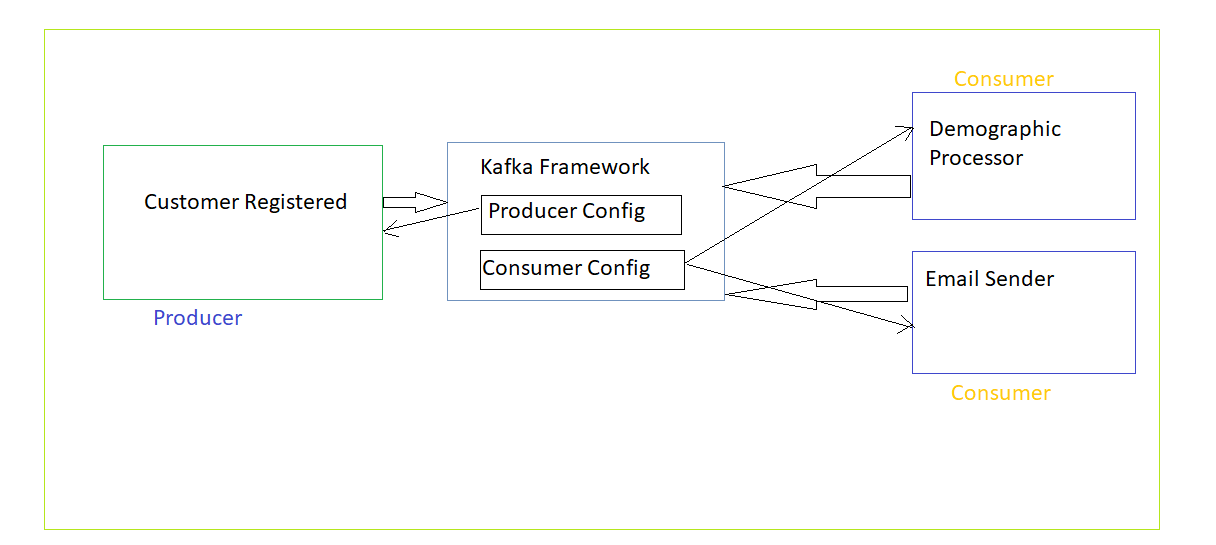 Customer Registered
Producer
Kafka Framework
Producer Config
Consumer Config
Consumer
Demographic
Processor
Email Sender
Consumer